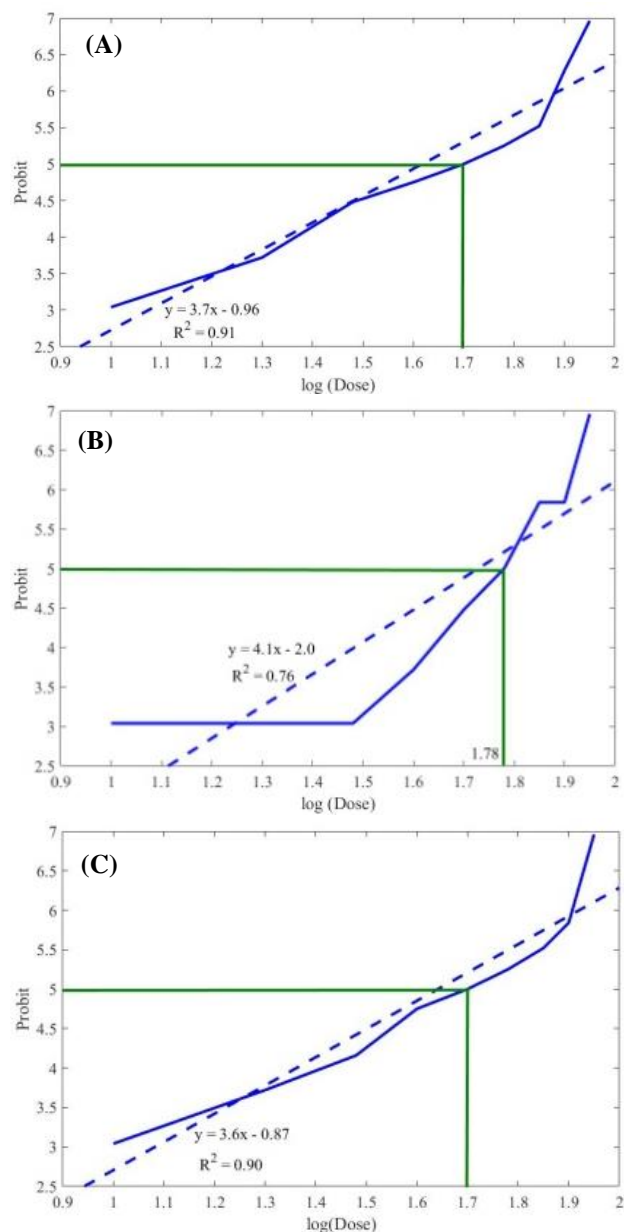 (A)
7
6.5
6
5.5
5
4.5
4
3.5
3
2.5
Probit
y = 3.7x - 0.96
R² = 0.91
0.9 1 1.1 1.2 1.3 1.4 1.5 1.6 1.7 1.8 1.9 2
log (Dose)
(B)
7
6.5
6
5.5
5
4.5
4
3.5
3
2.5
Probit
y = 4.1x - 2.0
R² = 0.76
1.78
0.9 1 1.1 1.2 1.3 1.4 1.5 1.6 1.7 1.8 1.9 2
log (Dose)
(C)
7
6.5
6
5.5
5
4.5
4
3.5
3
2.5
Probit
y = 3.6x - 0.87
R² = 0.90
0.9 1 1.1 1.2 1.3 1.4 1.5 1.6 1.7 1.8 1.9 2
log(Dose)